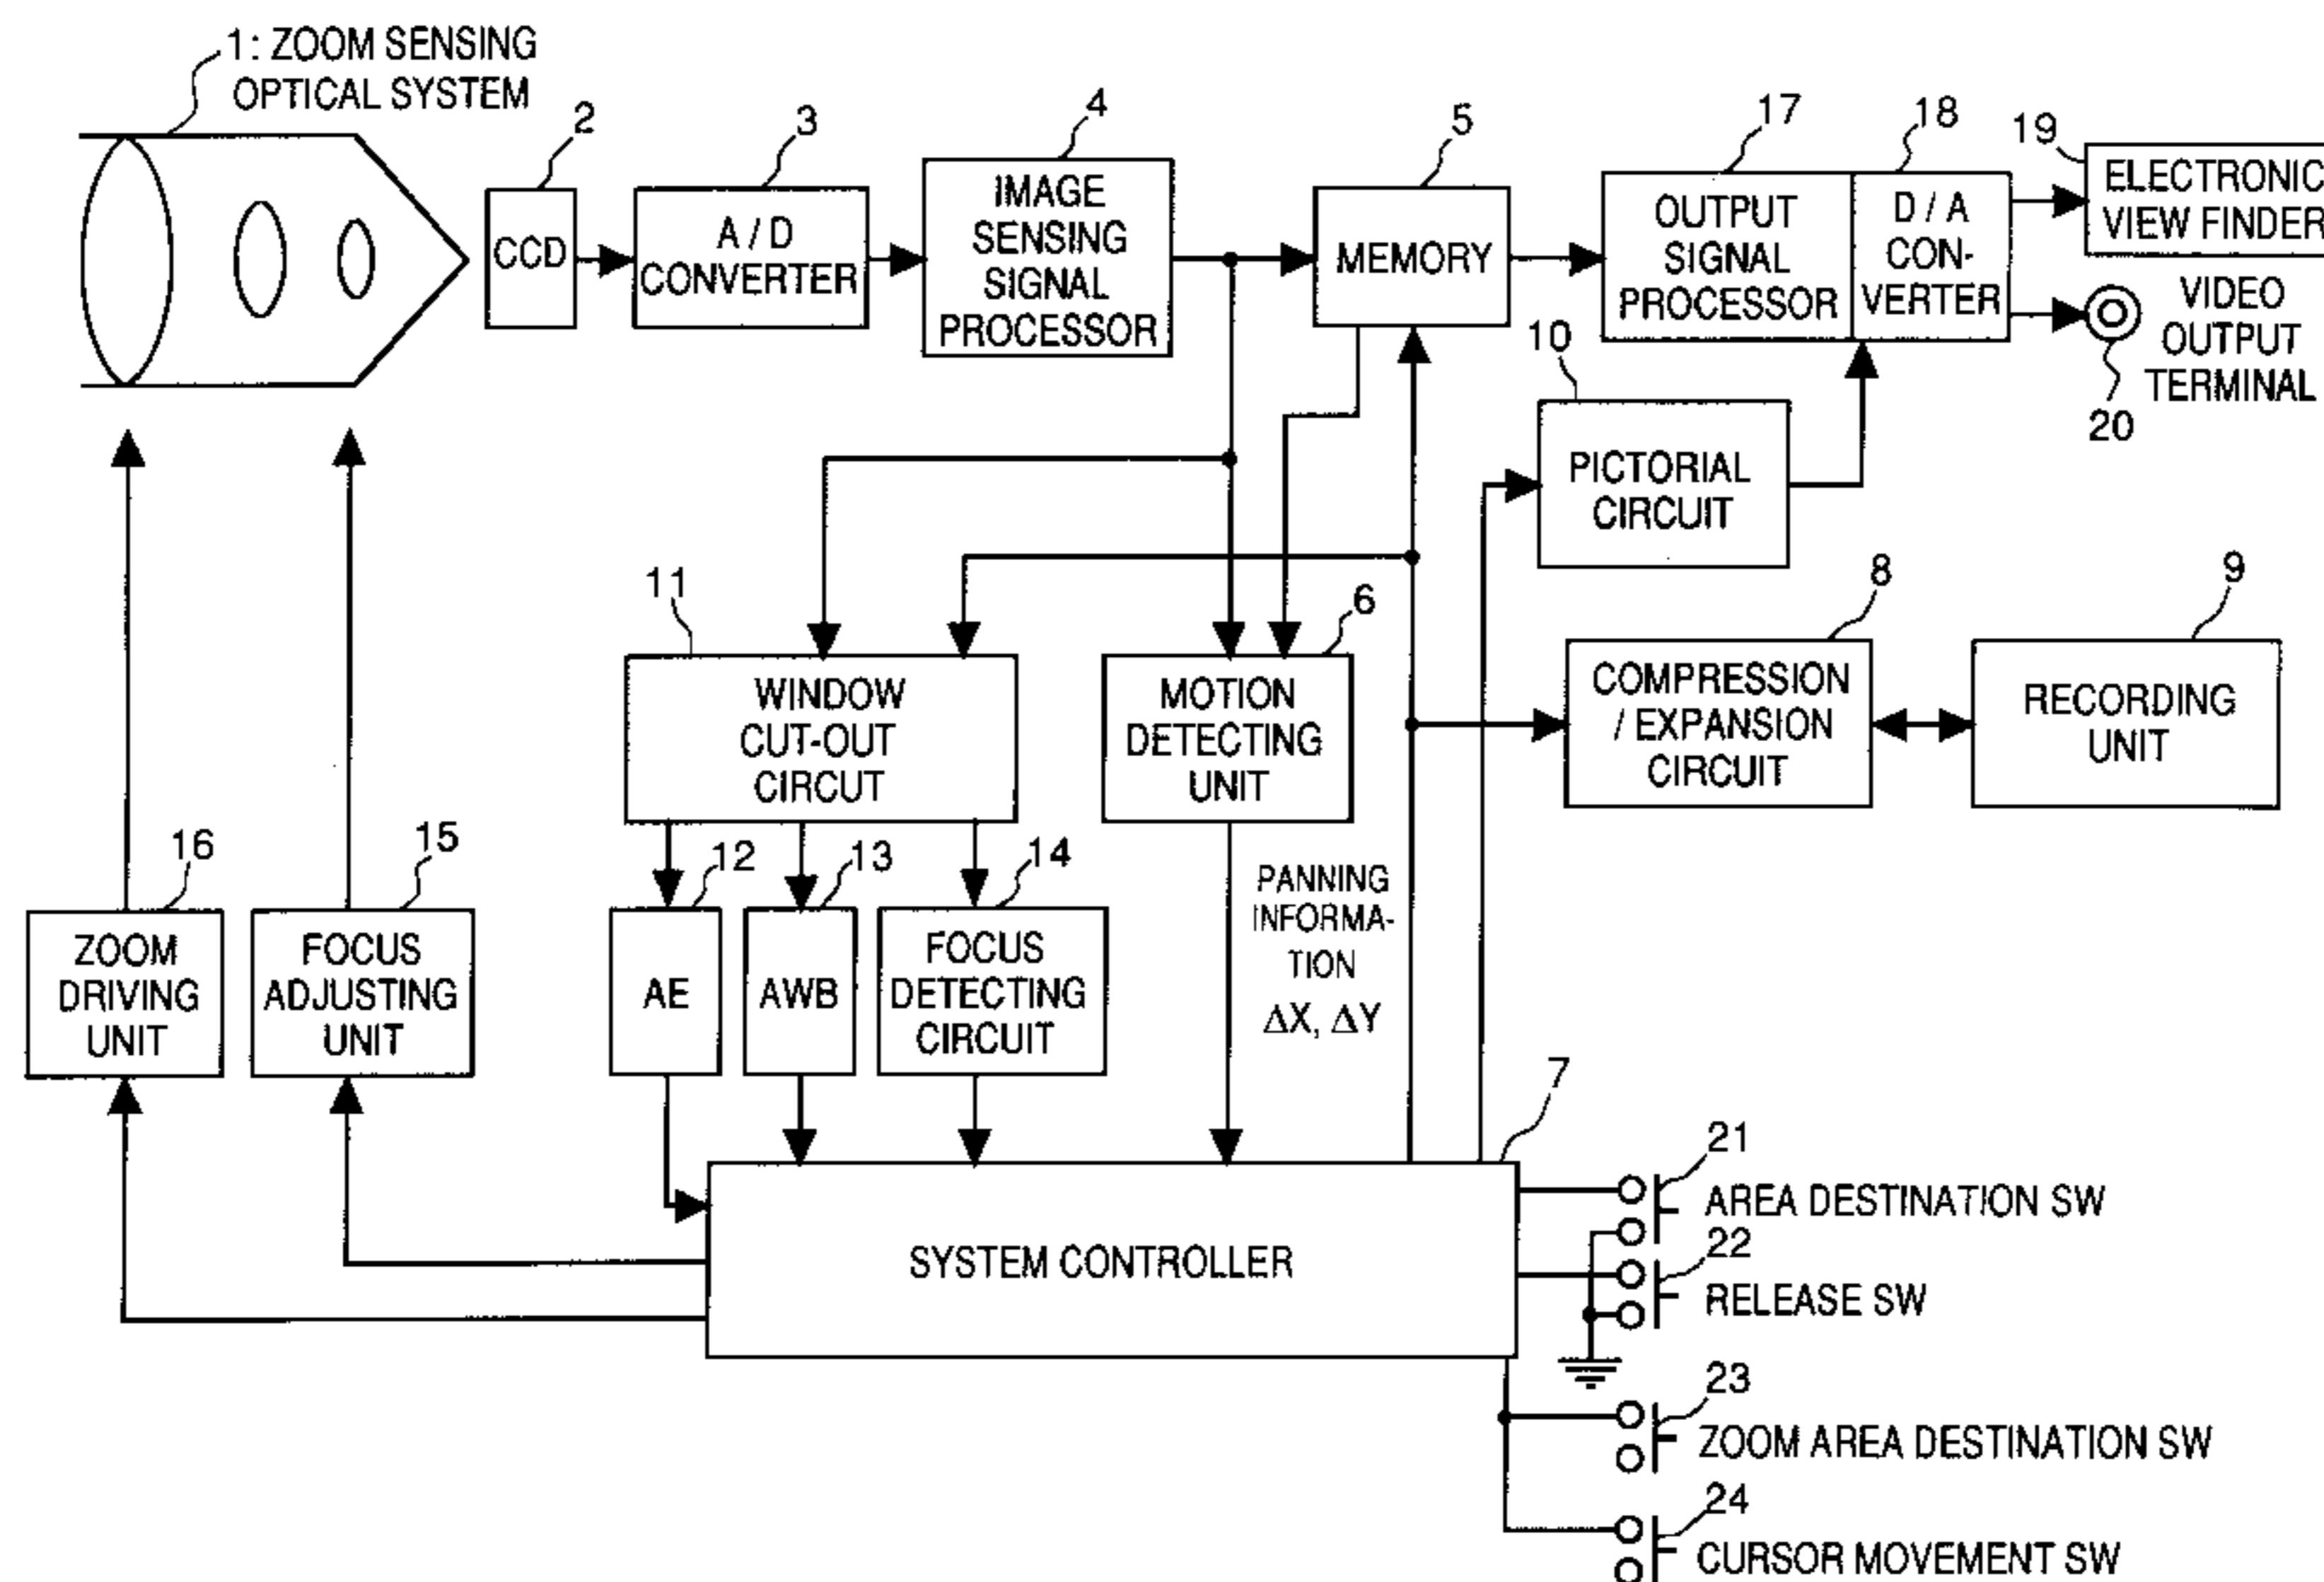 1: ZOOM SENSING
OPTICAL SYSTEM
2
CCD
3
A / D
CONVERTER
4
IMAGE
SENSING
SIGNAL
PROCESSOR
5
MEMORY
17
OUTPUT
SIGNAL
PROCESSOR
18
D / A
CON-
VERTER
19
ELECTRONIC
VIEW FINDER
VIDEO
OUTPUT
TERMINAL
20
10
PICTORIAL
CIRCUIT
11
WINDOW
CUT-OUT
CIRCUT
6
MOTION
DETECTING
UNIT
8
COMPRESSION
/ EXPANSION
CIRCUIT
9
RECORDING
UNIT
16
ZOOM
DRIVING
UNIT
15
FOCUS
ADJUSTING
UNIT
12
AE
13
AWB
14
FOCUS
DETECTING
CIRCUIT
PANNING
INFORMA-
TION
ΔX, ΔY
7
SYSTEM CONTROLLER
21
AREA DESTINATION SW
22
RELEASE SW
23
ZOOM AREA DESTINATION SW
24
CURSOR MOVEMENT SW